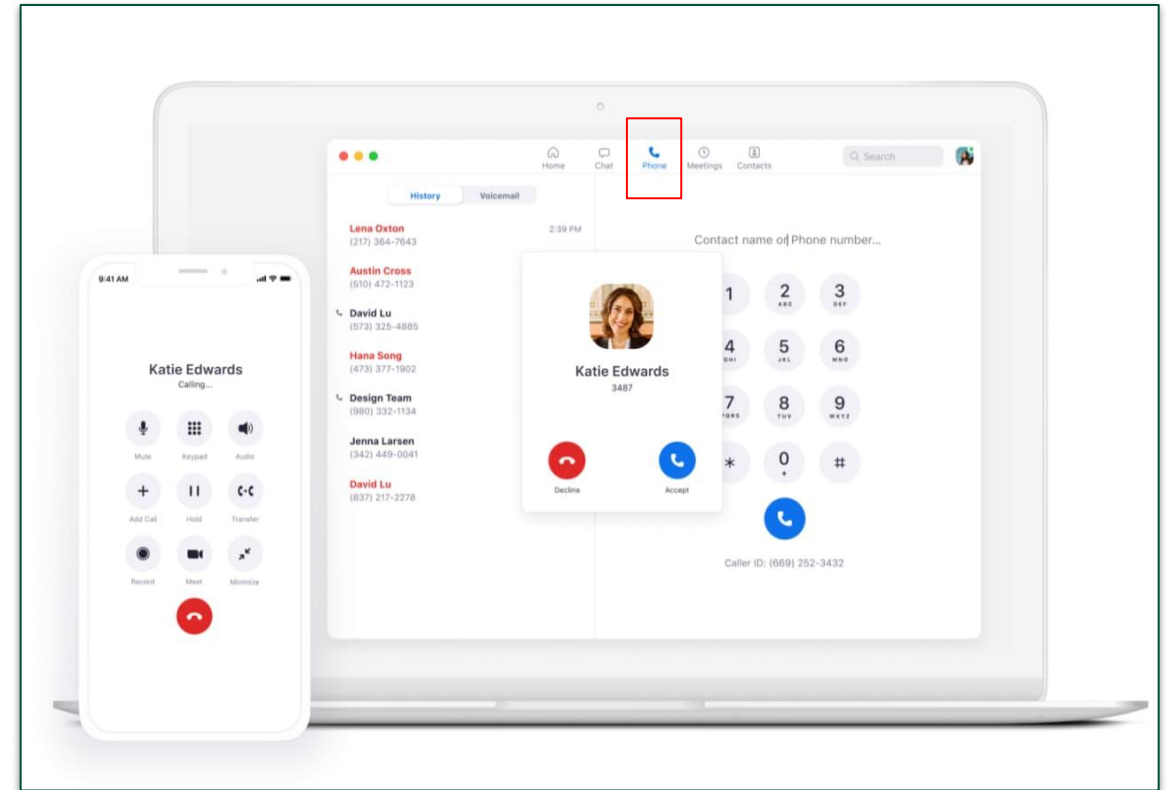 Home Chat Phone Meetings Contacts Search
History Voicemail
Lena Oxton 2:39 PM
(217) 364-7643
Austin Cross
(510) 472-1123
David Lu
(573) 325-4885
Hana Song
(473) 377-1902
Design Team
(980) 332-1134
Jenna Larsen
(342) 449-0041
David Lu
(837) 217-2278
Katie Edwards
3487
Decline Accept
Contact name or Phone number...
1 2 3
ABC DEF
4 5 6
GHI JKL MNO
7 8 9
PQRS TUV WXYZ
* 0 #
+
Caller ID: (669) 252-3432
9:41 AM
Katie Edwards
Calling...
Mute Keypad Audio
Add Call Hold Transfer
Record Meet Minimize